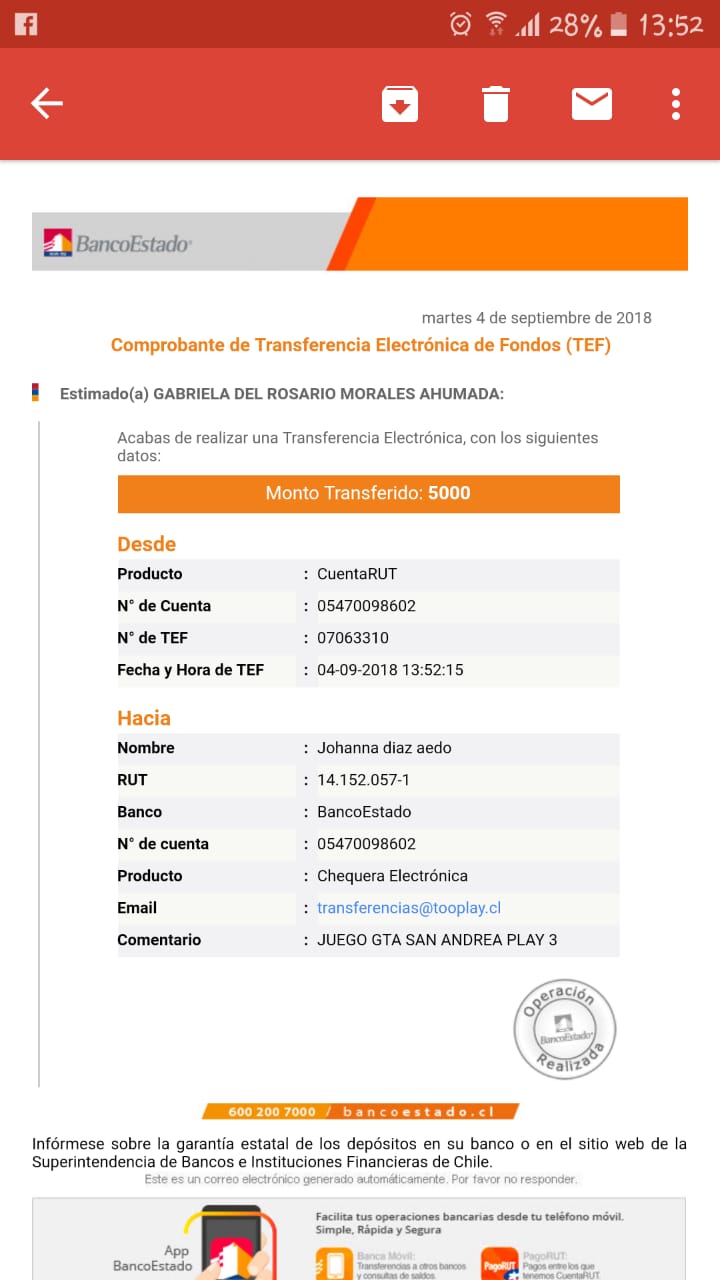 28% 13:52
BancoEstado
martes 4 de septiembre de 2018
Comprobante de Transferencia Electrónica de Fondos (TEF)
Estimado(a) GABRIELA DEL ROSARIO MORALES AHUMADA:
Acabas de realizar una Transferencia Electrónica, con los siguientes
datos:
Monto Transferido: 5000
Desde
Producto : CuentaRUT
N° de Cuenta : 05470098602
N° de TEF : 07063310
Fecha y Hora de TEF : 04-09-2018 13:52:15
Hacia
Nombre : Johanna diaz aedo
RUT : 14.152.057-1
Banco : BancoEstado
N° de cuenta : 05470098602
Producto : Chequera Electrónica
Email : transferencias@tooplay.cl
Comentario : JUEGO GTA SAN ANDREA PLAY 3
Operación
BancoEstado
Realizada
600 200 7000 / bancoestado.cl
Infórmese sobre la garantía estatal de los depósitos en su banco o en el sitio web de la
Superintendencia de Bancos e Instituciones Financieras de Chile.
Este es un correo electrónico generado automáticamente. Por favor no responder.
Facilita tus operaciones bancarias desde tu teléfono móvil.
Simple, Rápida y Segura
App
BancoEstado
Banca Móvil:
Transferencias a otros bancos
y consultas de saldos.
PagoRUT
PagoRUT:
Pagos entre los que
tenemos CuentaRUT.